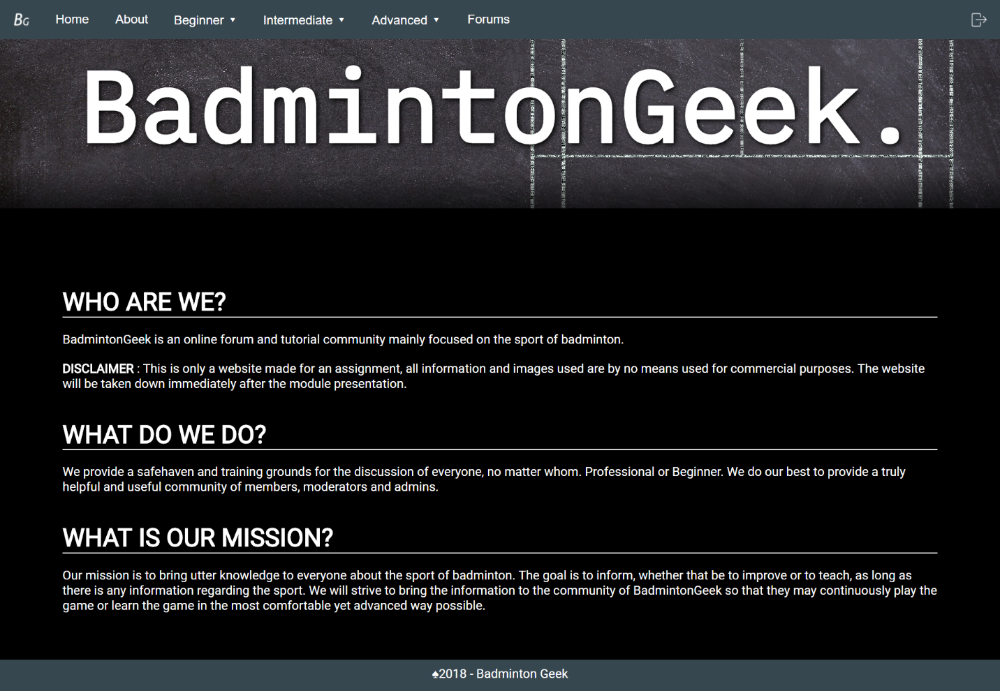 BG Home About Beginner ▼ Intermediate ▼ Advanced ▼ Forums
BadmintonGeek.
WHO ARE WE?
BadmintonGeek is an online forum and tutorial community mainly focused on the sport of badminton.
DISCLAIMER : This is only a website made for an assignment, all information and images used are by no means used for commercial purposes. The website
will be taken down immediately after the module presentation.
WHAT DO WE DO?
We provide a safehaven and training grounds for the discussion of everyone, no matter whom. Professional or Beginner. We do our best to provide a truly
helpful and useful community of members, moderators and admins.
WHAT IS OUR MISSION?
Our mission is to bring utter knowledge to everyone about the sport of badminton. The goal is to inform, whether that be to improve or to teach, as long as
there is any information regarding the sport. We will strive to bring the information to the community of BadmintonGeek so that they may continuously play the
game or learn the game in the most comfortable yet advanced way possible.
♠2018 - Badminton Geek